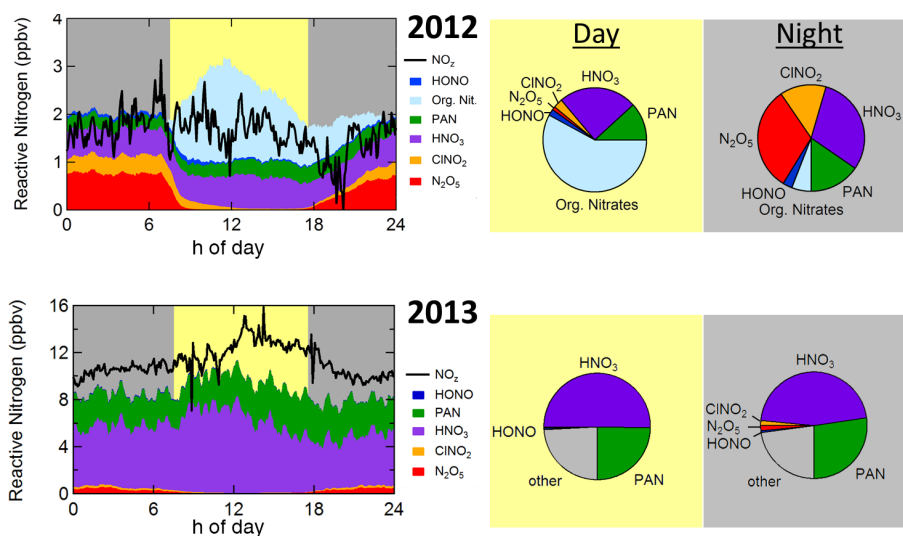 2012
4
3
2
1
0
Reactive Nitrogen (ppbv)
0 6 12 18 24
h of day
NOz
HONO
Org. Nit.
PAN
HNO3
ClNO2
N2O5
Day
ClNO2
N2O5
HONO
HNO3
PAN
Org. Nitrates
Night
ClNO2
HNO3
N2O5
HONO
PAN
Org. Nitrates
2013
16
12
8
4
0
Reactive Nitrogen (ppbv)
0 6 12 18 24
h of day
NOz
HONO
PAN
HNO3
ClNO2
N2O5
HNO3
HONO
other
PAN
HNO3
ClNO2
N2O5
HONO
other
PAN